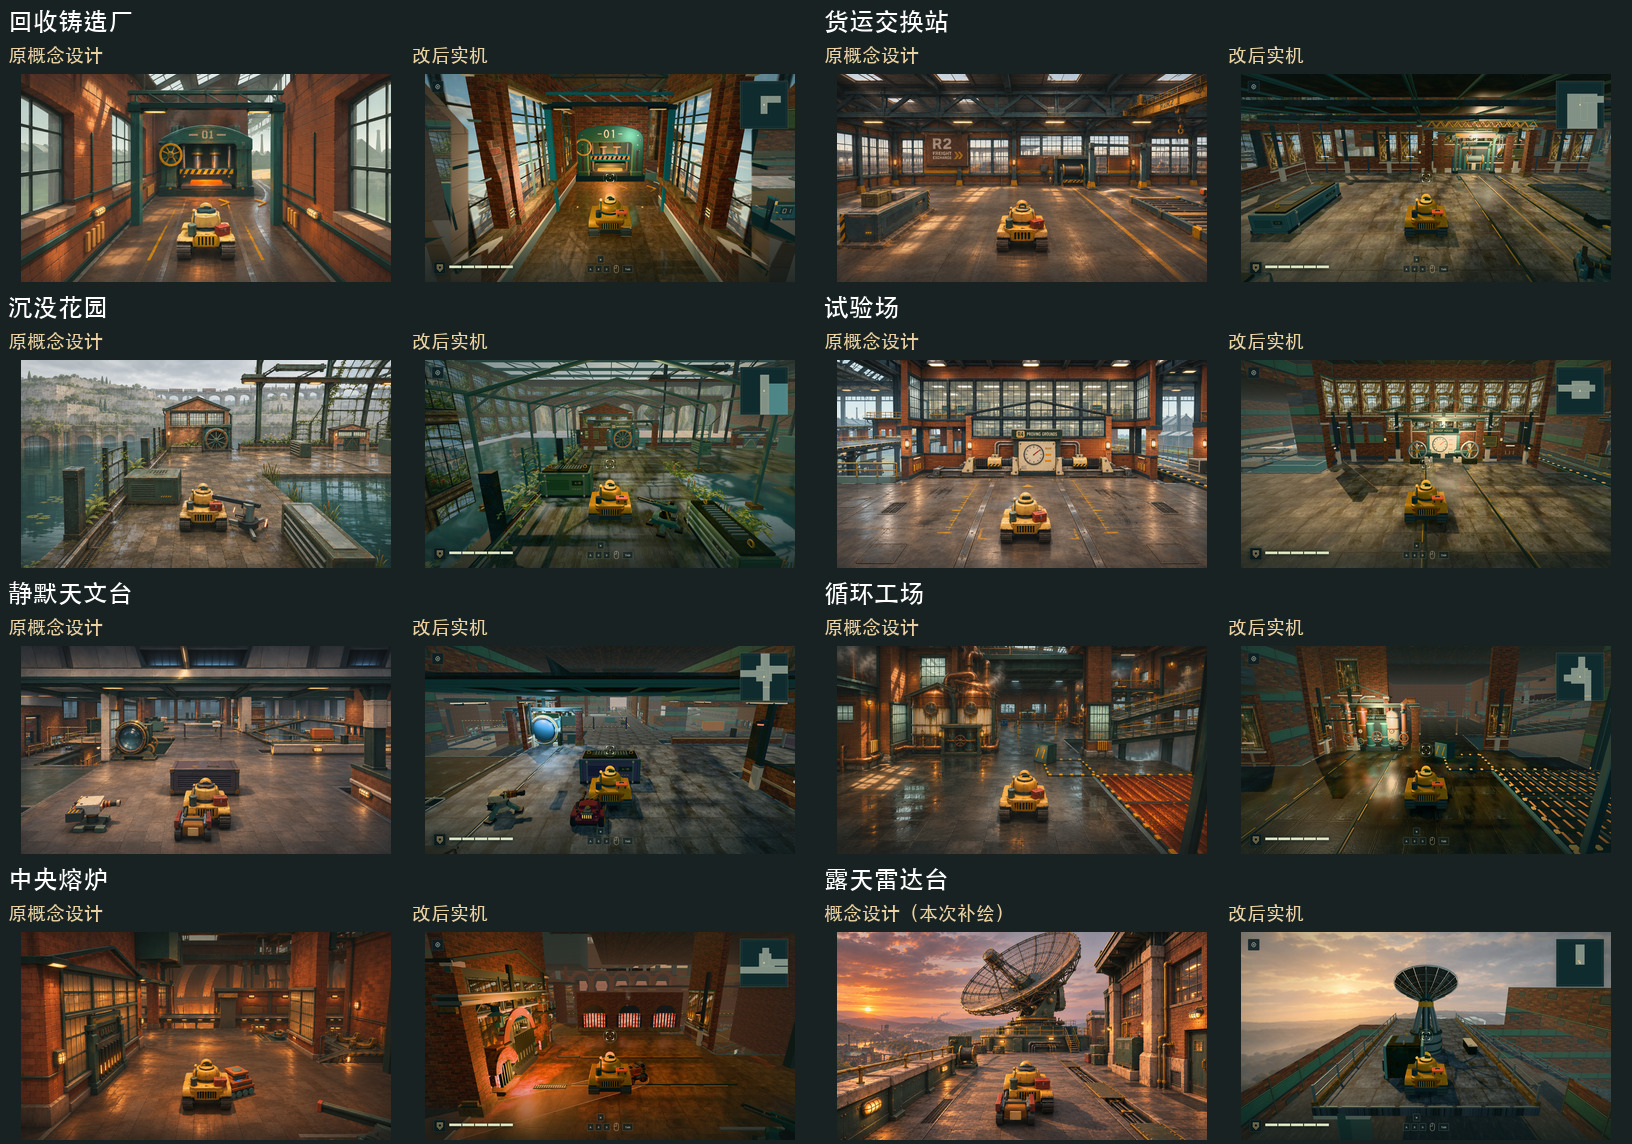 回收铸造厂
原概念设计
改后实机
01
-01-
货运交换站
原概念设计
改后实机
R2
FREIGHT
EXCHANGE
沉没花园
原概念设计
改后实机
试验场
原概念设计
改后实机
PROVING GROUNDS
静默天文台
原概念设计
改后实机
循环工场
原概念设计
改后实机
中央熔炉
原概念设计
改后实机
露天雷达台
概念设计（本次补绘）
改后实机